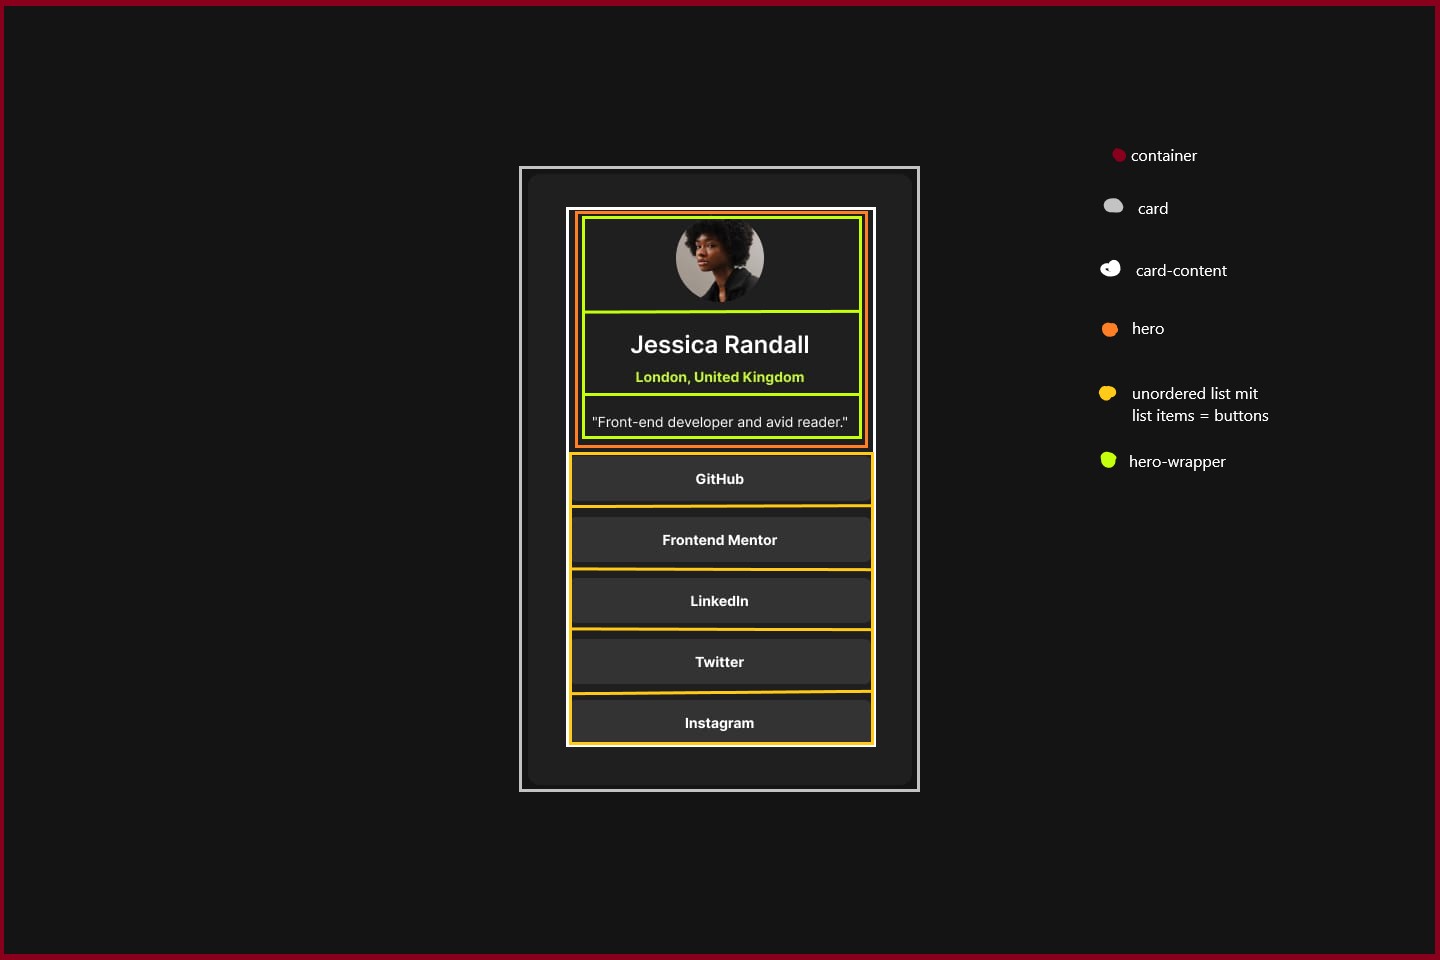 Jessica Randall
London, United Kingdom
"Front-end developer and avid reader."
GitHub
Frontend Mentor
LinkedIn
Twitter
Instagram
container
card
card-content
hero
unordered list mit
list items = buttons
hero-wrapper